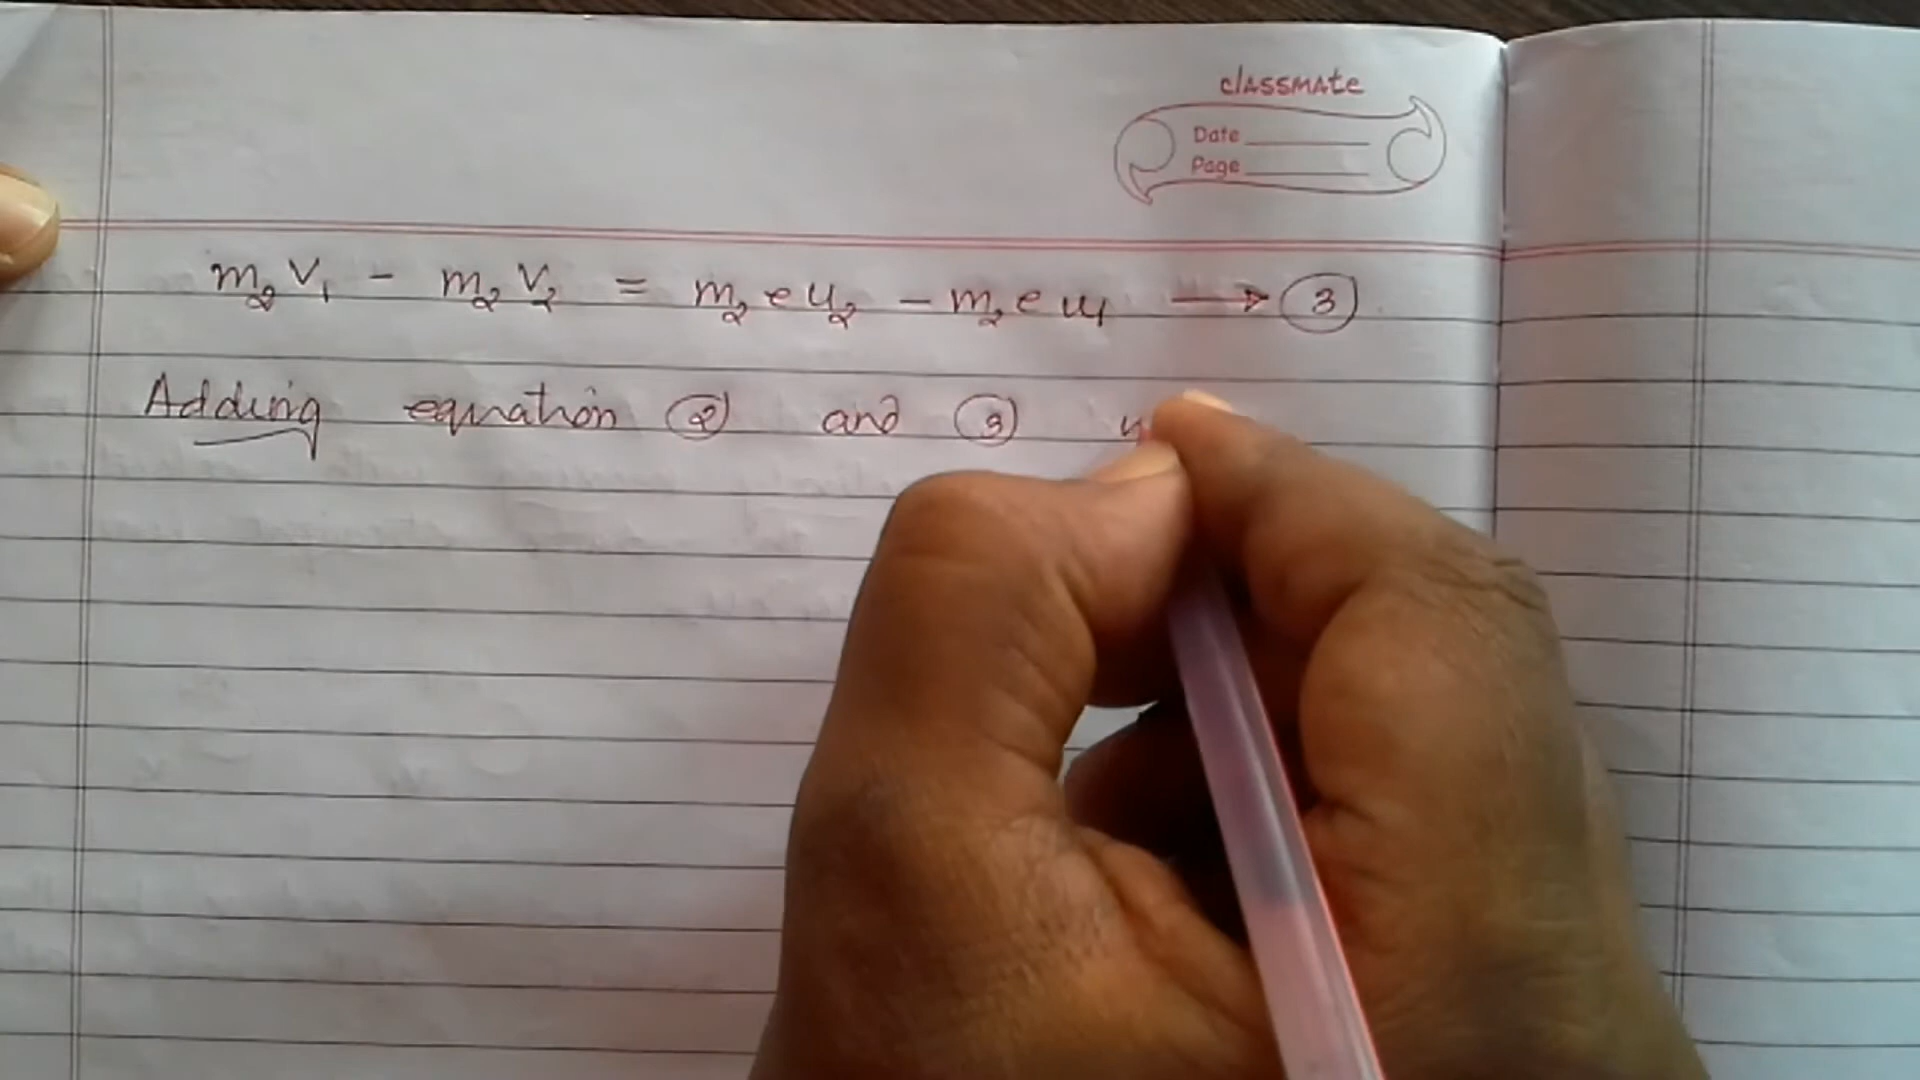 classmate
Date
Page
m₂V₁ - m₂V₂ = m₂eu₂ - m₂eu₁ → ③
Adding equation ② and ③